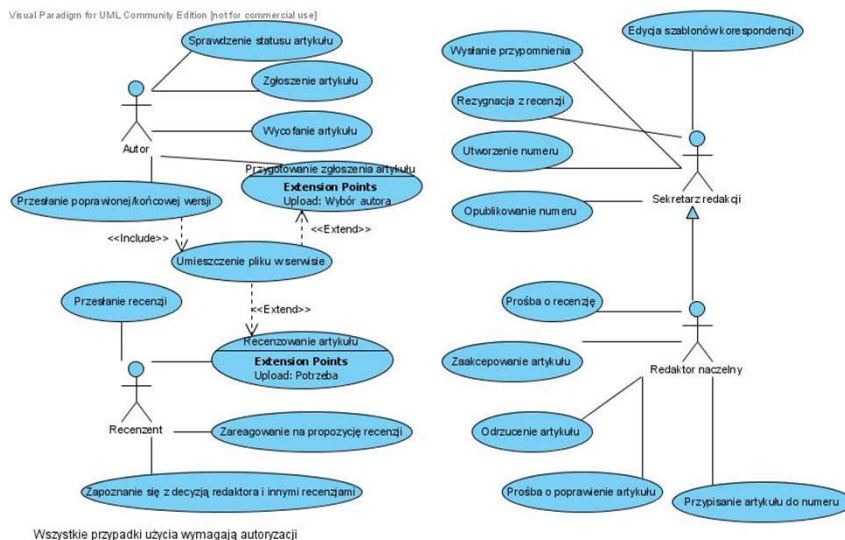 Visual Paradigm for UML Community Edition [not for commercial use]
Sprawdzenie statusu artykułu
Zgłoszenie artykułu
Wycofanie artykułu
Autor
Przygotowanie zgłoszenia artykułu
Extension Points
Upload: Wybór autora
Przesłanie poprawionej/końcowej wersji
<<Include>>
<<Extend>>
Umieszczenie pliku w serwisie
Przesłanie recenzji
<<Extend>>
Recenzowanie artykułu
Extension Points
Upload: Potrzeba
Recenzent
Zareagowanie na propozycję recenzji
Zapoznanie się z decyzją redaktora i innymi recenzjami
Wszystkie przypadki użycia wymagają autoryzacji
Edycja szablonów korespondencji
Wysłanie przypomnienia
Rezygnacja z recenzji
Utworzenie numeru
Opublikowanie numeru
Sekretarz redakcji
Prośba o recenzję
Zaakcepowanie artykułu
Redaktor naczelny
Odrzucenie artykułu
Prośba o poprawienie artykułu
Przypisanie artykułu do numeru